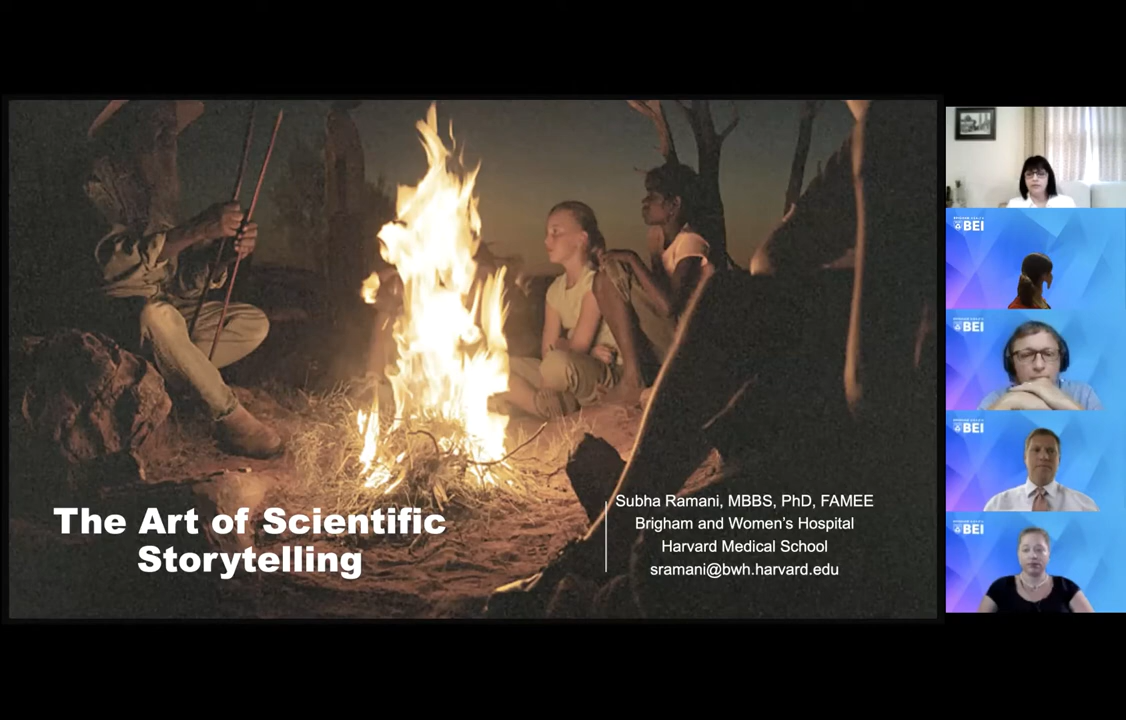 The Art of Scientific
Storytelling
Subha Ramani, MBBS, PhD, FAMEE
Brigham and Women's Hospital
Harvard Medical School
sramani@bwh.harvard.edu
BEI
BEI
BEI
BEI